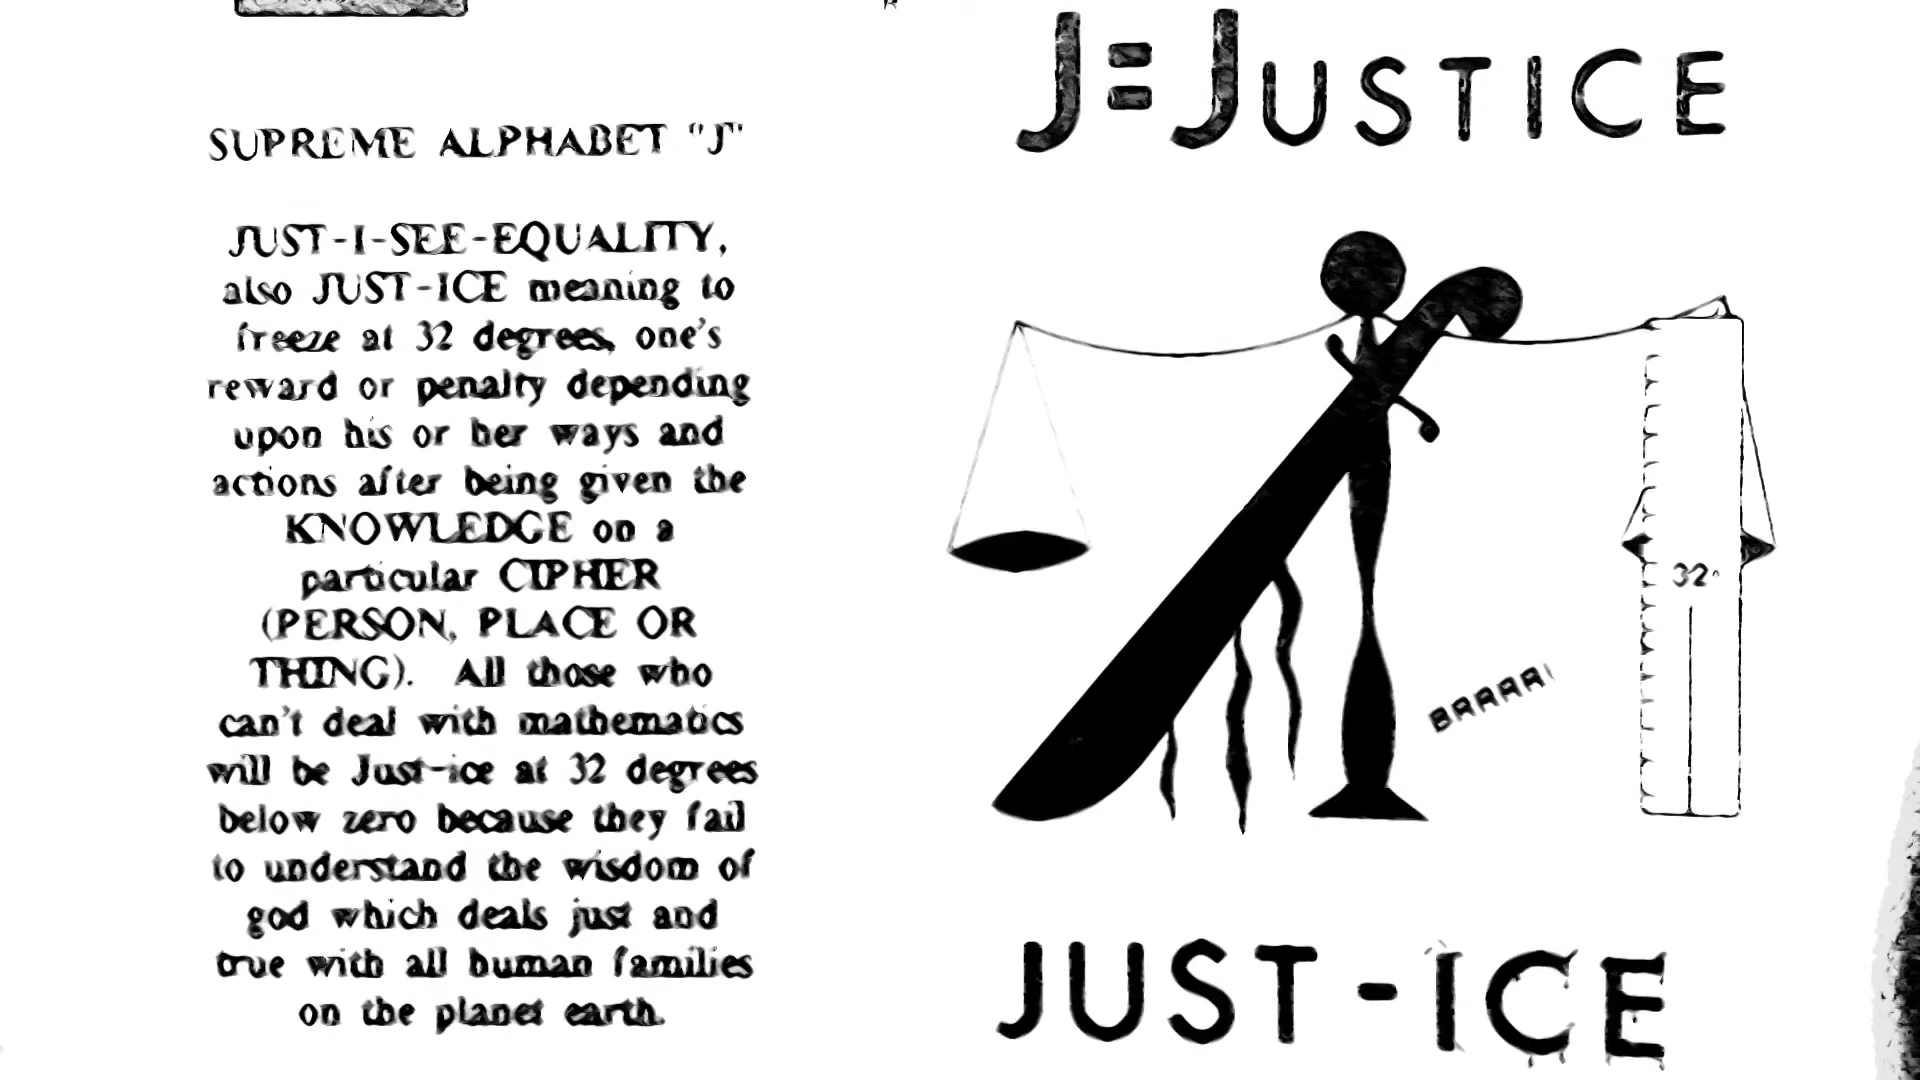 SUPREME ALPHABET "J"
JUST-I-SEE-EQUALITY,
also JUST-ICE meaning to
freeze at 32 degrees, one's
reward or penalty depending
upon his or her ways and
actions after being given the
KNOWLEDGE on a
particular CIPHER
(PERSON, PLACE OR
THING). All those who
can't deal with mathematics
will be Just-ice at 32 degrees
below zero because they fail
to understand the wisdom of
god which deals just and
true with all human families
on the planet earth.
J=JUSTICE
32°
BRRRR!
JUST-ICE